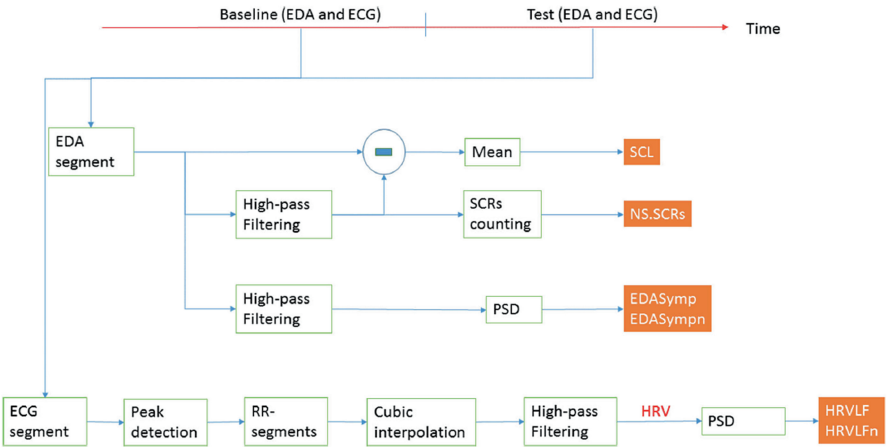 Baseline (EDA and ECG)
Test (EDA and ECG)
Time
EDA
segment
Mean
SCL
High-pass
Filtering
SCRs
counting
NS.SCRs
High-pass
Filtering
PSD
EDASymp
EDASympn
ECG
segment
Peak
detection
RR-
segments
Cubic
interpolation
High-pass
Filtering
HRV
PSD
HRVLF
HRVLFn